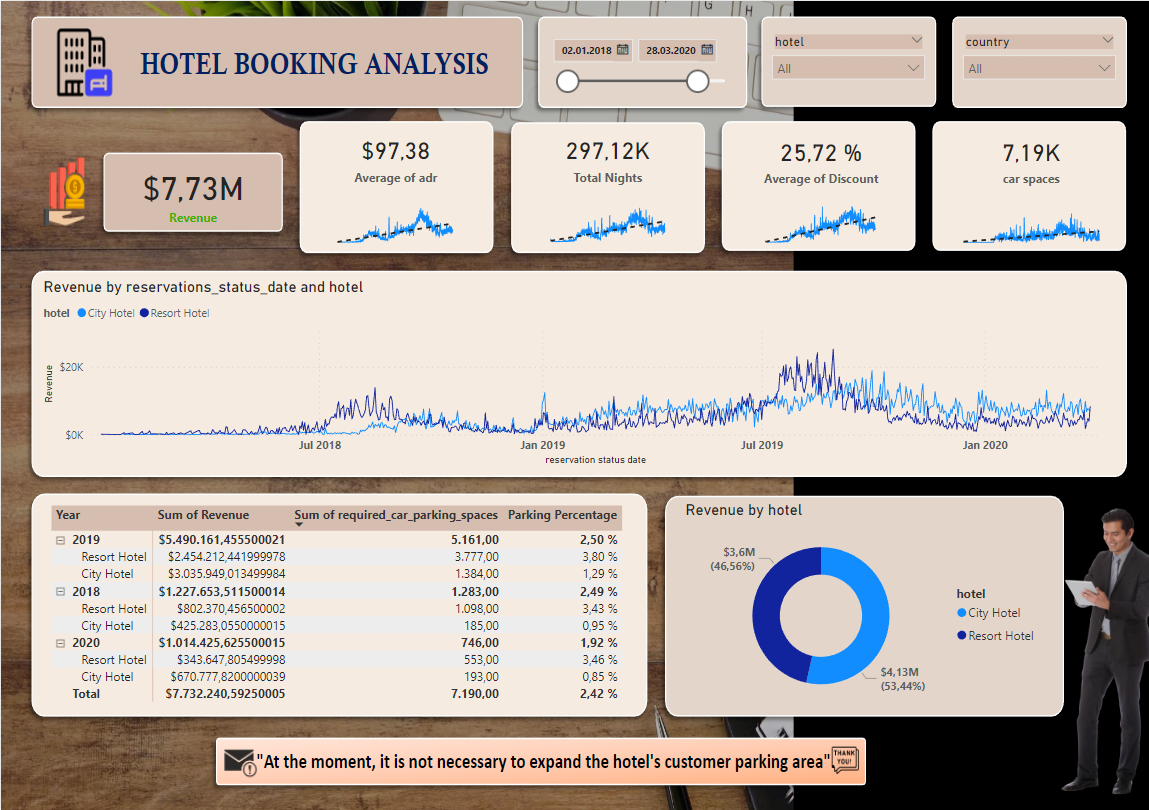 HOTEL BOOKING ANALYSIS
02.01.2018 28.03.2020
hotel
All
country
All
$7,73M
Revenue
$97,38
Average of adr
297,12K
Total Nights
25,72 %
Average of Discount
7,19K
car spaces
Revenue by reservations_status_date and hotel
hotel City Hotel Resort Hotel
Revenue
$20K
$0K
Jul 2018 Jan 2019 Jul 2019 Jan 2020
reservation status date
Year Sum of Revenue Sum of required_car_parking_spaces Parking Percentage
2019 $5.490.161,455500021 5.161,00 2,50 %
Resort Hotel $2.454.212,441999978 3.777,00 3,80 %
City Hotel $3.035.949,013499984 1.384,00 1,29 %
2018 $1.227.653,511500014 1.283,00 2,49 %
Resort Hotel $802.370,456500002 1.098,00 3,43 %
City Hotel $425.283,0550000015 185,00 0,95 %
2020 $1.014.425,625500015 746,00 1,92 %
Resort Hotel $343.647,805499998 553,00 3,46 %
City Hotel $670.777,8200000039 193,00 0,85 %
Total $7.732.240,59250005 7.190,00 2,42 %
Revenue by hotel
$3,6M
(46,56%)
$4,13M
(53,44%)
hotel
City Hotel
Resort Hotel
"At the moment, it is not necessary to expand the hotel's customer parking area"
THANK
YOU!